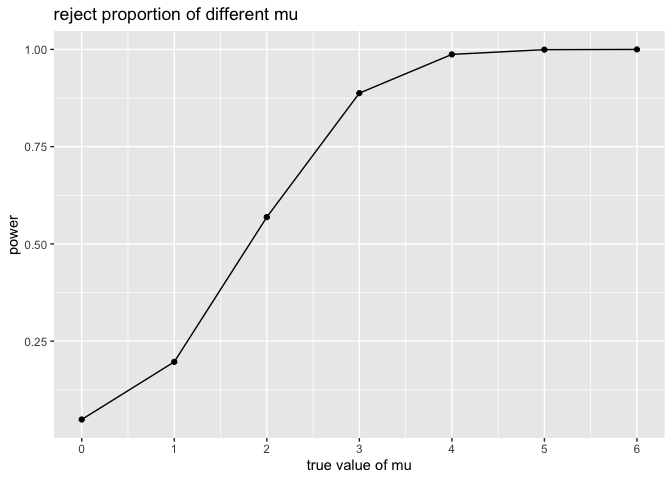 reject proportion of different mu
1.00
0.75
0.50
0.25
power
0 1 2 3 4 5 6
true value of mu